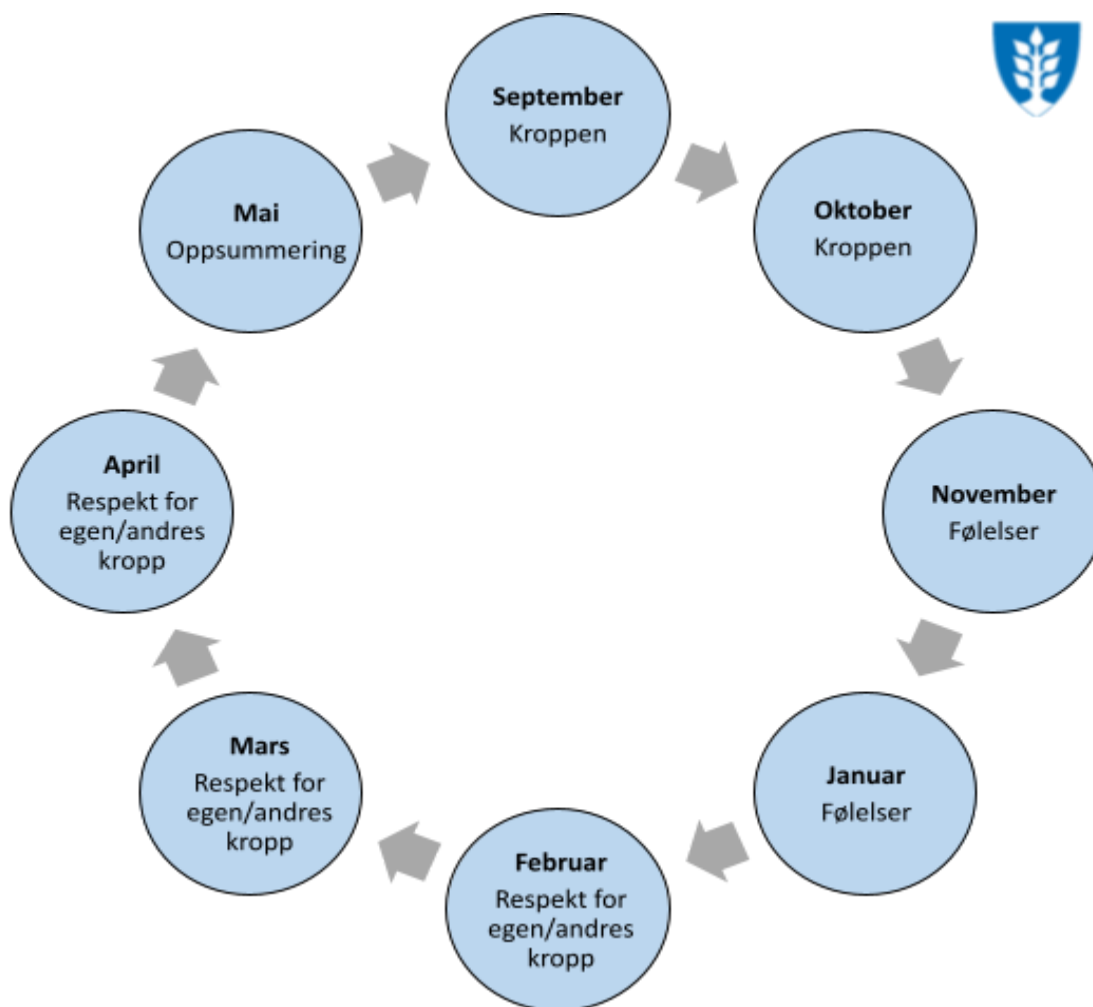 September
Kroppen
Oktober
Kroppen
November
Følelser
Januar
Følelser
Februar
Respekt for
egen/andres
kropp
Mars
Respekt for
egen/andres
kropp
April
Respekt for
egen/andres
kropp
Mai
Oppsummering